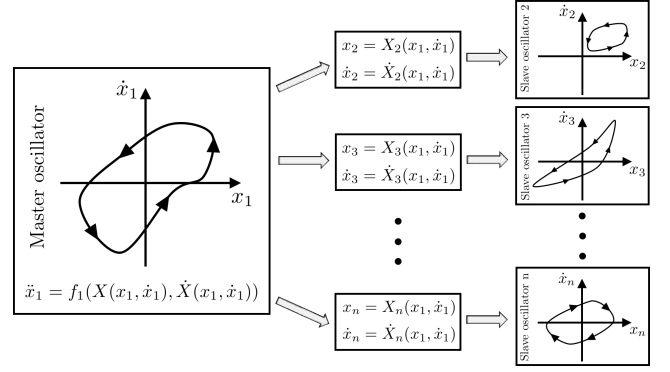 Master oscillator
ẋ₁
x₁
ẍ₁ = f₁(X(x₁, ẋ₁), Ẋ(x₁, ẋ₁))
x₂ = X₂(x₁, ẋ₁)
ẋ₂ = Ẋ₂(x₁, ẋ₁)
Slave oscillator 2
ẋ₂
x₂
x₃ = X₃(x₁, ẋ₁)
ẋ₃ = Ẋ₃(x₁, ẋ₁)
Slave oscillator 3
ẋ₃
x₃
xₙ = Xₙ(x₁, ẋ₁)
ẋₙ = Ẋₙ(x₁, ẋ₁)
Slave oscillator n
ẋₙ
xₙ